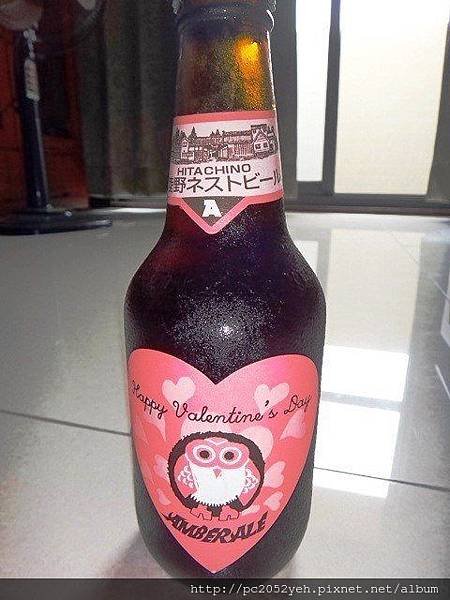 HITACHINO
野ネストビール
A
Happy Valentine's Day
AMBER ALE
http://pc2052yeh.pixnet.net/album